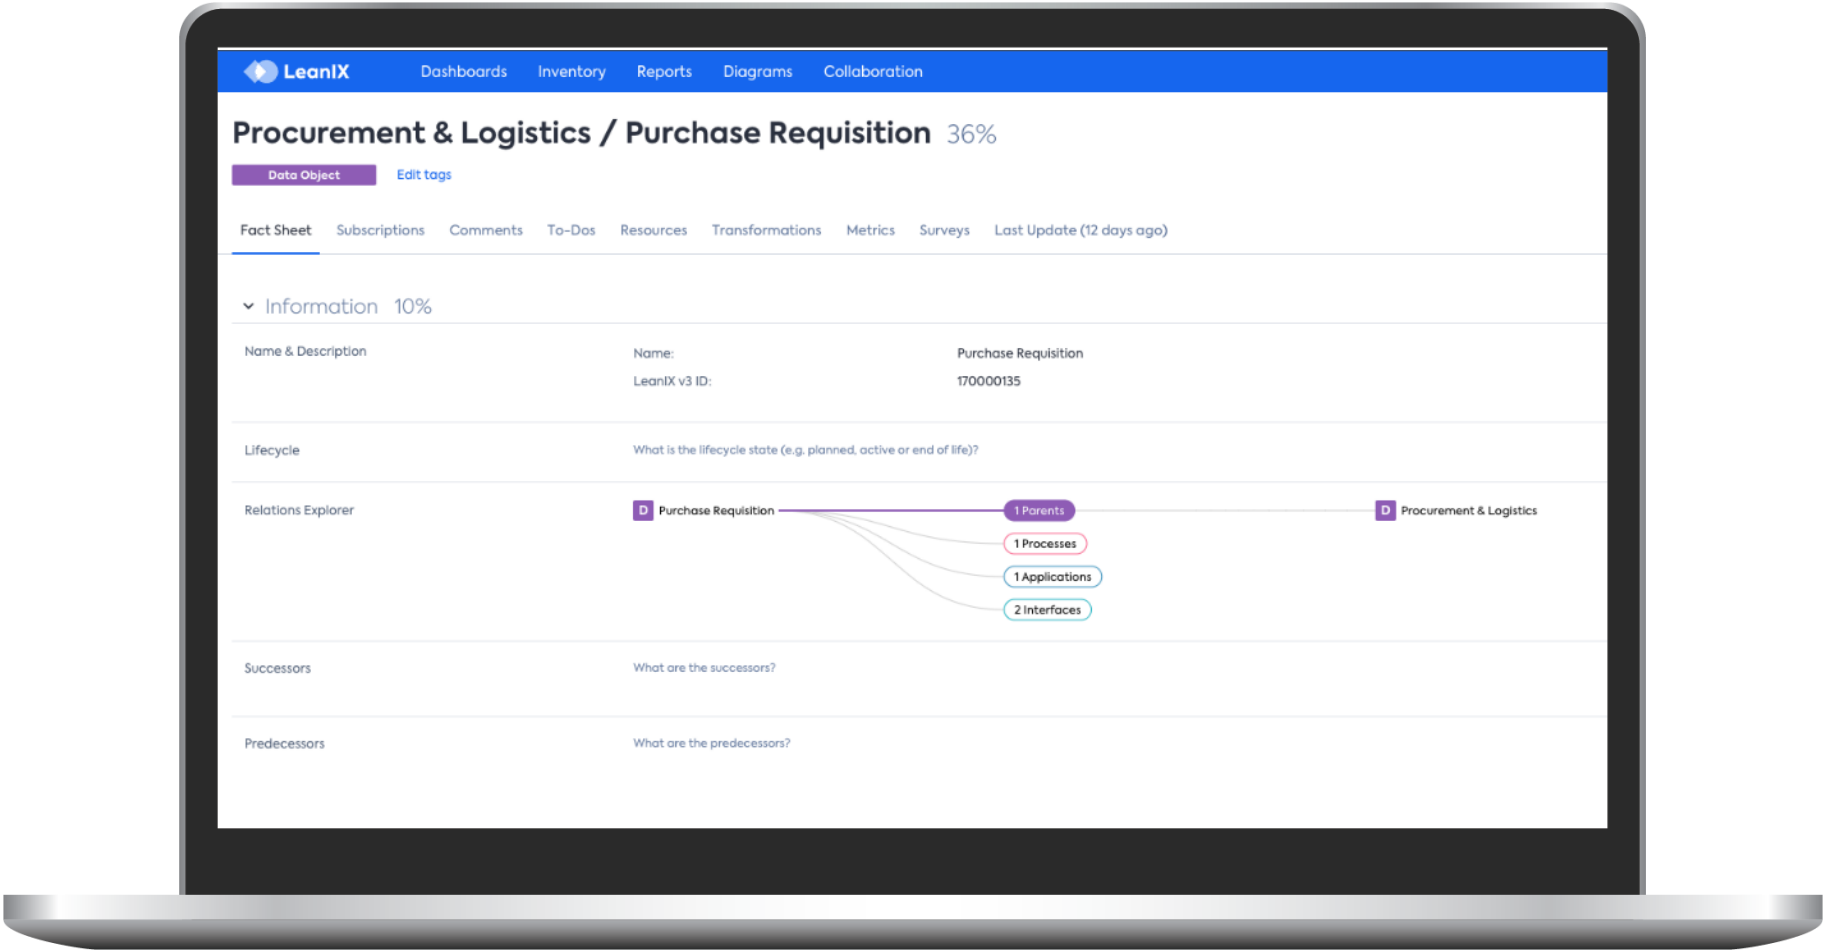 LeanIX Dashboards Inventory Reports Diagrams Collaboration
Procurement & Logistics / Purchase Requisition 36%
Data Object Edit tags
Fact Sheet Subscriptions Comments To-Dos Resources Transformations Metrics Surveys Last Update (12 days ago)
Information 10%
Name & Description Name: Purchase Requisition
LeanIX v3 ID: 170000135
Lifecycle What is the lifecycle state (e.g. planned, active or end of life)?
Relations Explorer D Purchase Requisition 1 Parents D Procurement & Logistics
1 Processes
1 Applications
2 Interfaces
Successors What are the successors?
Predecessors What are the predecessors?